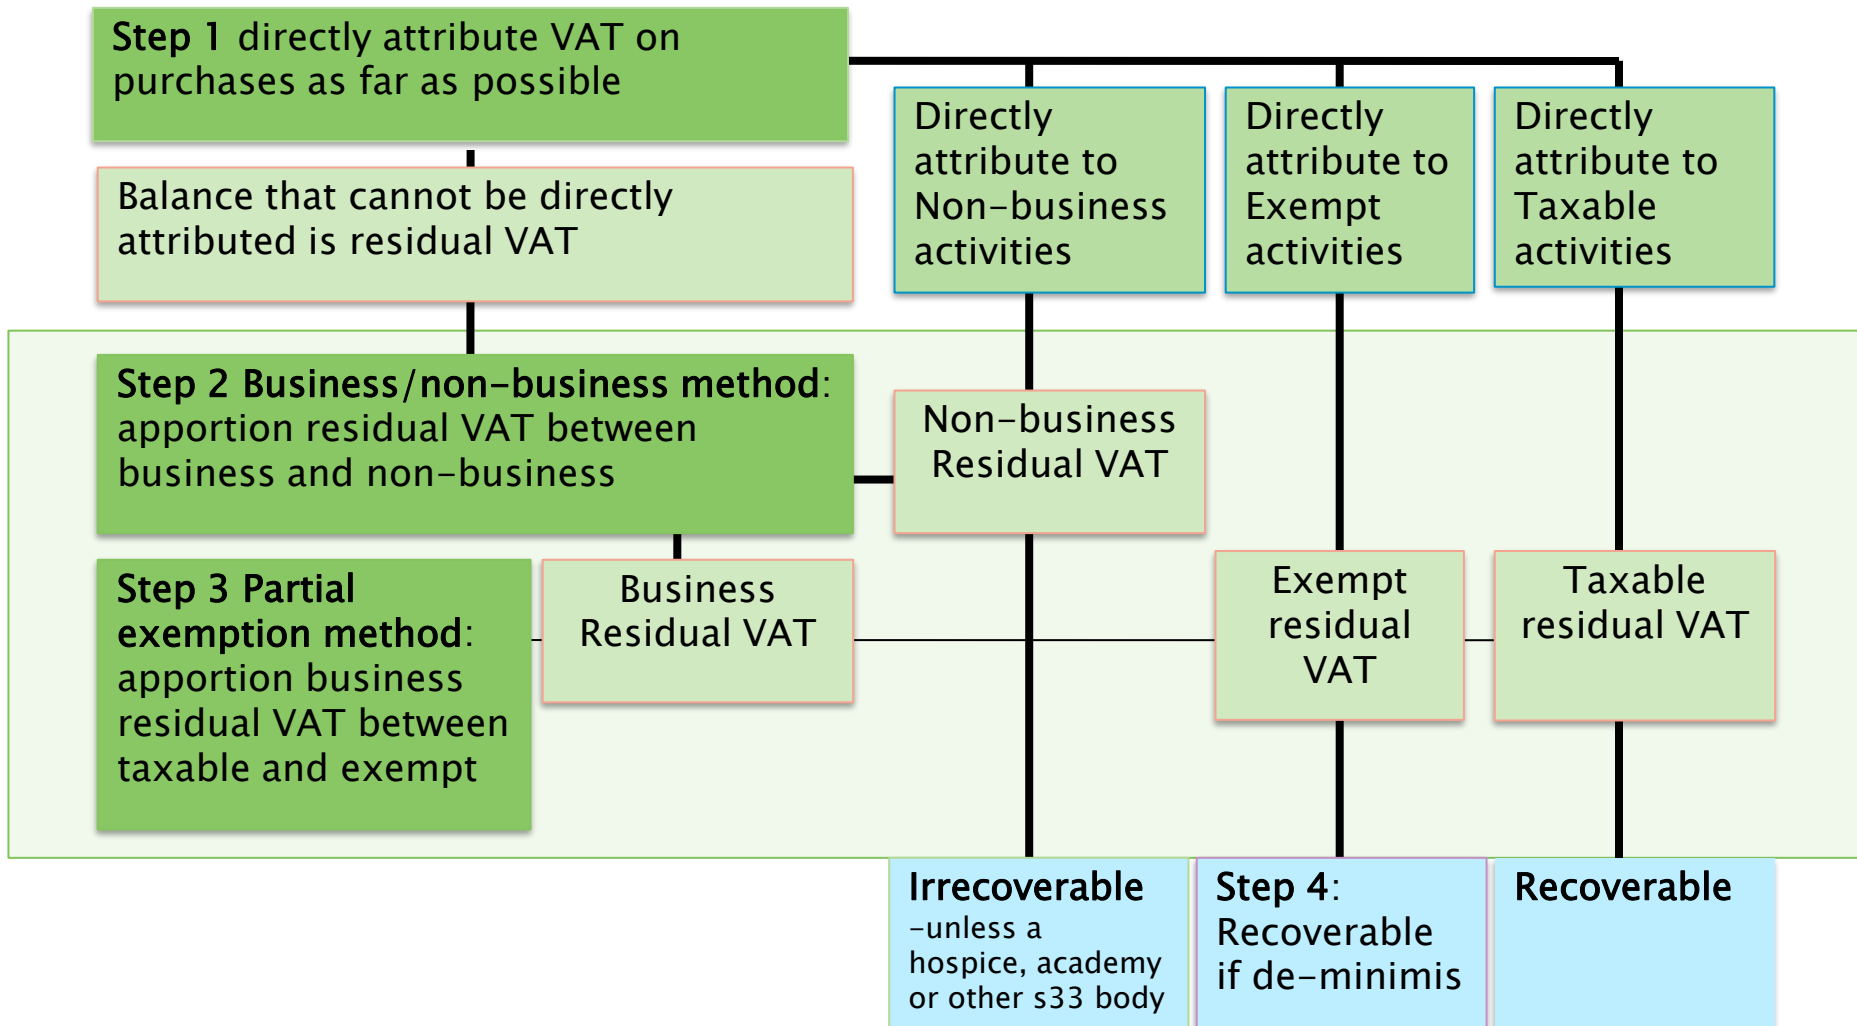 Step 1 directly attribute VAT on
purchases as far as possible
Directly
attribute to
Non-business
activities
Directly
attribute to
Exempt
activities
Directly
attribute to
Taxable
activities
Balance that cannot be directly
attributed is residual VAT
Step 2 Business/non-business method:
apportion residual VAT between
business and non-business
Non-business
Residual VAT
Step 3 Partial
exemption method:
apportion business
residual VAT between
taxable and exempt
Business
Residual VAT
Exempt
residual
VAT
Taxable
residual VAT
Irrecoverable
-unless a
hospice, academy
or other s33 body
Step 4:
Recoverable
if de-minimis
Recoverable